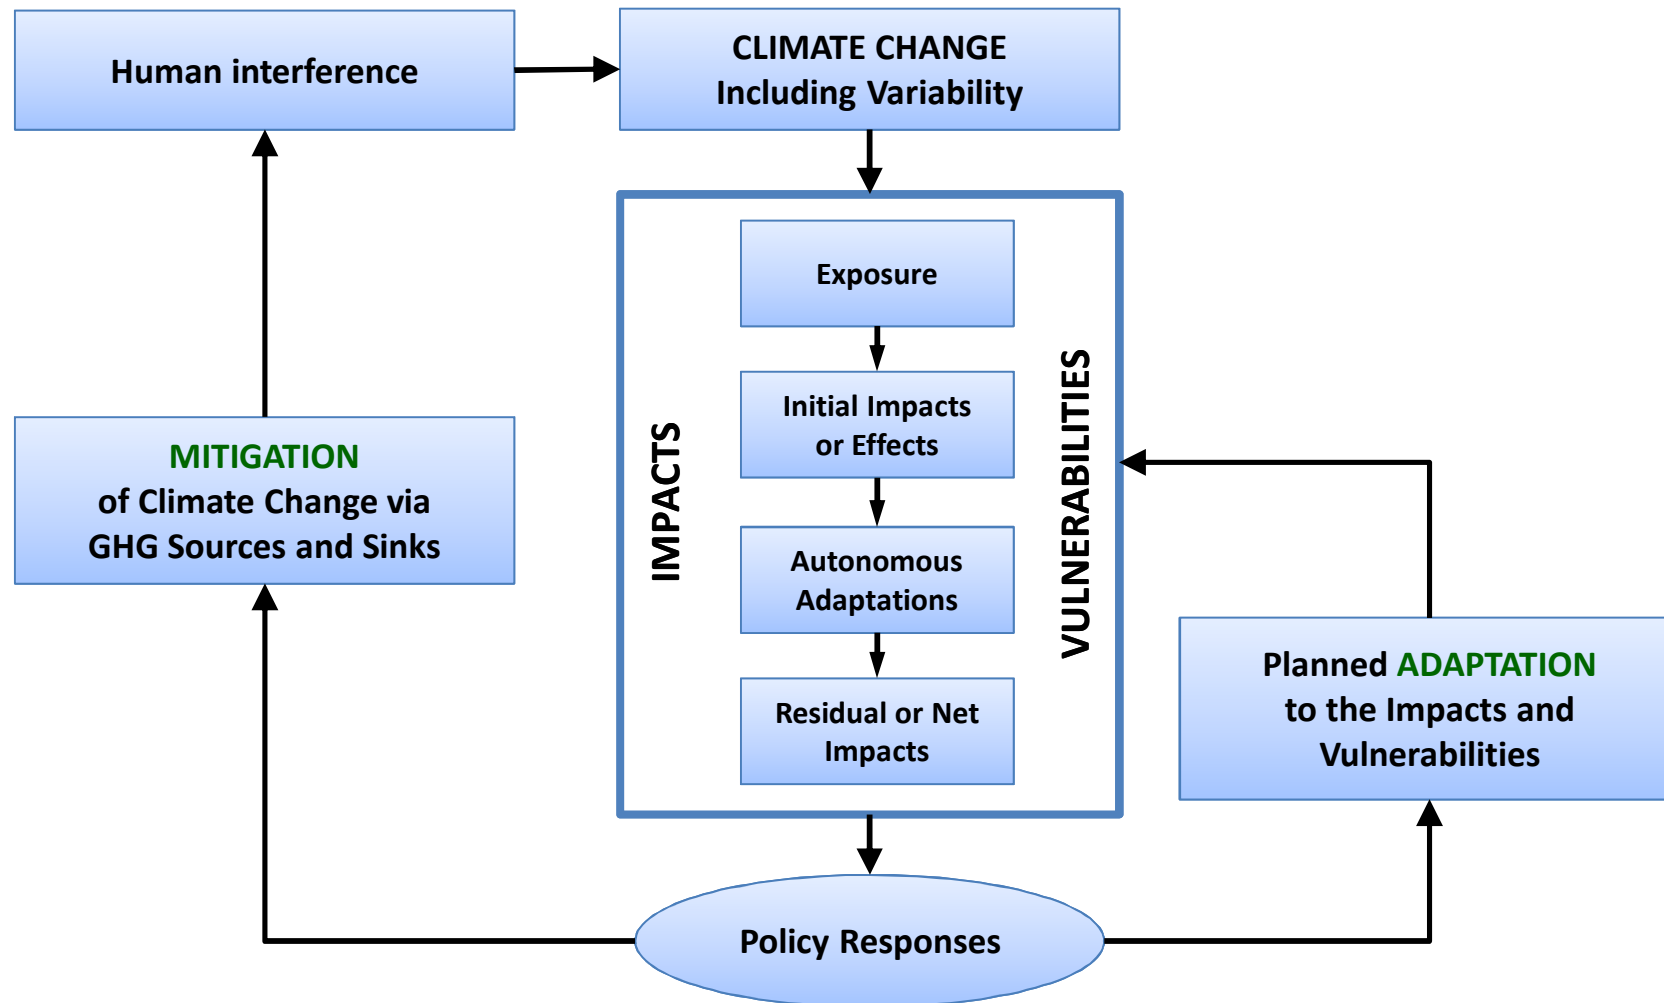 Human interference
CLIMATE CHANGE
Including Variability
Exposure
Initial Impacts
or Effects
Autonomous
Adaptations
Residual or Net
Impacts
IMPACTS
VULNERABILITIES
MITIGATION
of Climate Change via
GHG Sources and Sinks
Planned ADAPTATION
to the Impacts and
Vulnerabilities
Policy Responses